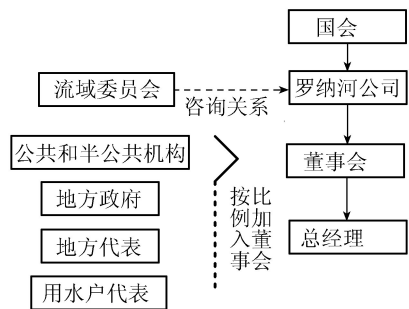 国会
流域委员会
罗纳河公司
咨询关系
公共和半公共机构
董事会
地方政府
按比
例加
入董
事会
地方代表
总经理
用水户代表